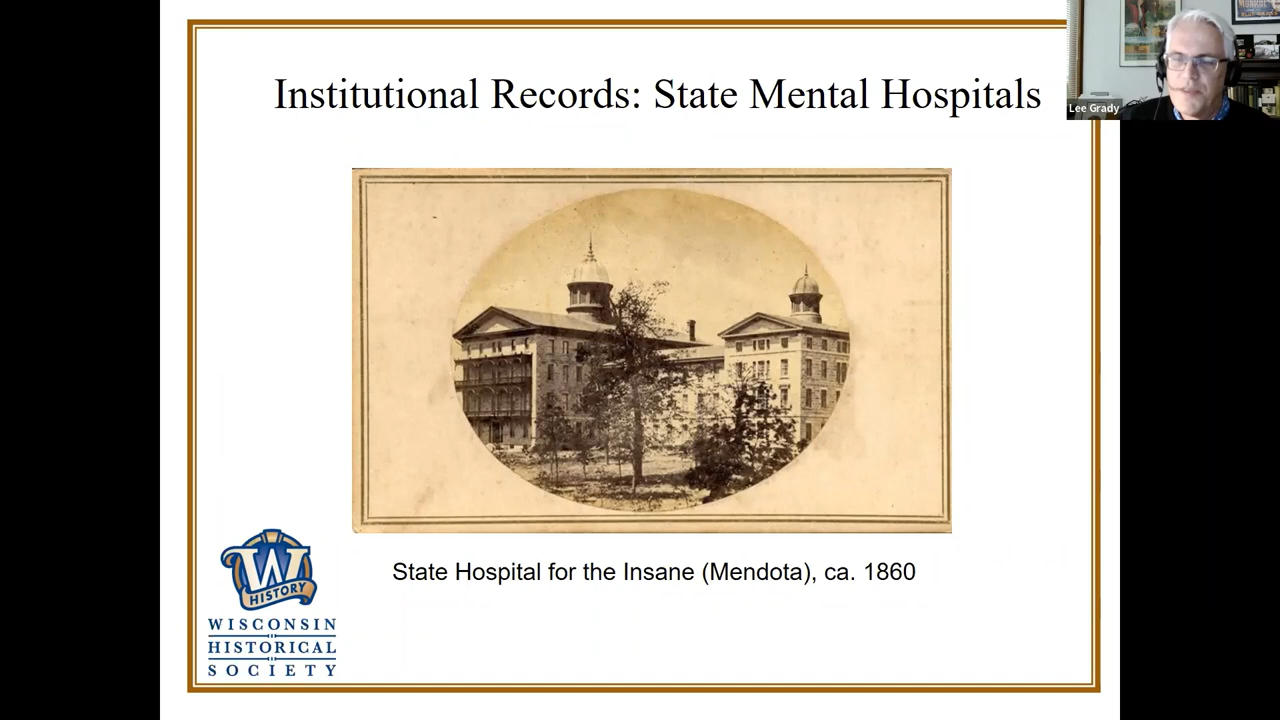 Institutional Records: State Mental Hospitals
Lee Grady
State Hospital for the Insane (Mendota), ca. 1860
W
HISTORY
WISCONSIN
HISTORICAL
SOCIETY